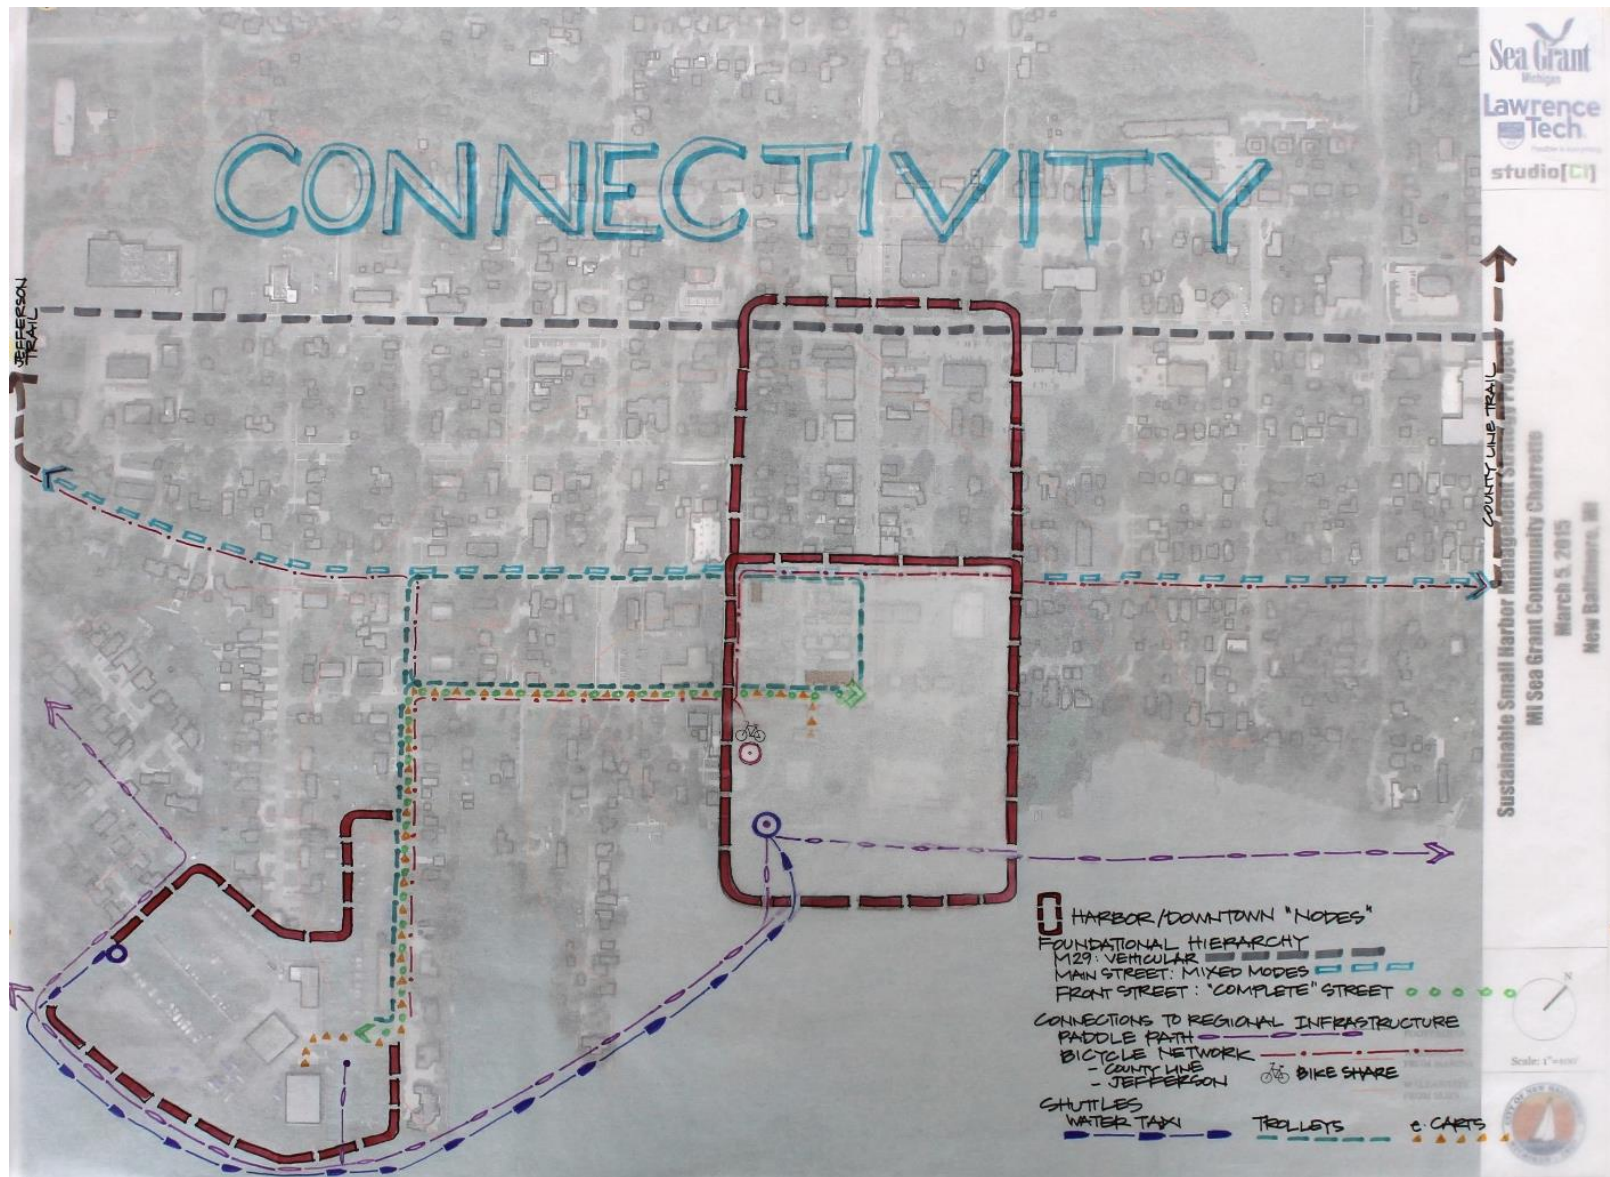 CONNECTIVITY
JEFFERSON
TRAIL
COUNTY LINE TRAIL
Sea Grant
Michigan
Lawrence
Tech
studio[Ci]
Sustainable Small Harbor Management Strategy Project
MI Sea Grant Community Charrette
March 5, 2015
New Baltimore, MI
HARBOR/DOWNTOWN "NODES"
FOUNDATIONAL HIERARCHY
M29: VEHICULAR
MAIN STREET: MIXED MODES
FRONT STREET: "COMPLETE" STREET
CONNECTIONS TO REGIONAL INFRASTRUCTURE
PADDLE PATH
BICYCLE NETWORK
- COUNTY LINE
- JEFFERSON
BIKE SHARE
SHUTTLES
WATER TAXI
TROLLEYS
e-CARTS
N